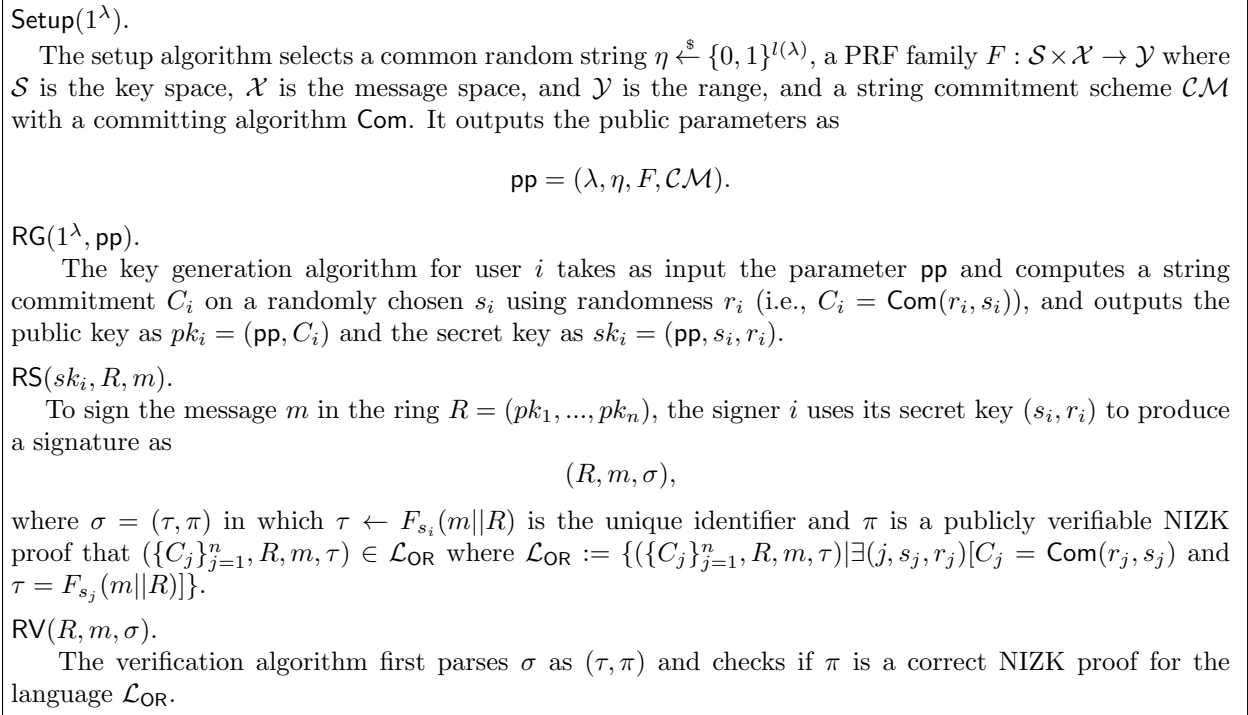 Setup(1^λ).
The setup algorithm selects a common random string η ←$ {0, 1}^{l(λ)}, a PRF family F : 𝒮 × 𝒳 → 𝒴 where
𝒮 is the key space, 𝒳 is the message space, and 𝒴 is the range, and a string commitment scheme 𝒞ℳ
with a committing algorithm Com. It outputs the public parameters as
pp = (λ, η, F, 𝒞ℳ).
RG(1^λ, pp).
The key generation algorithm for user i takes as input the parameter pp and computes a string
commitment C_i on a randomly chosen s_i using randomness r_i (i.e., C_i = Com(r_i, s_i)), and outputs the
public key as pk_i = (pp, C_i) and the secret key as sk_i = (pp, s_i, r_i).
RS(sk_i, R, m).
To sign the message m in the ring R = (pk_1, ..., pk_n), the signer i uses its secret key (s_i, r_i) to produce
a signature as
(R, m, σ),
where σ = (τ, π) in which τ ← F_{s_i}(m||R) is the unique identifier and π is a publicly verifiable NIZK
proof that ({C_j}_{j=1}^n, R, m, τ) ∈ ℒ_OR where ℒ_OR := {({C_j}_{j=1}^n, R, m, τ)|∃(j, s_j, r_j)[C_j = Com(r_j, s_j) and
τ = F_{s_j}(m||R)]}.
RV(R, m, σ).
The verification algorithm first parses σ as (τ, π) and checks if π is a correct NIZK proof for the
language ℒ_OR.